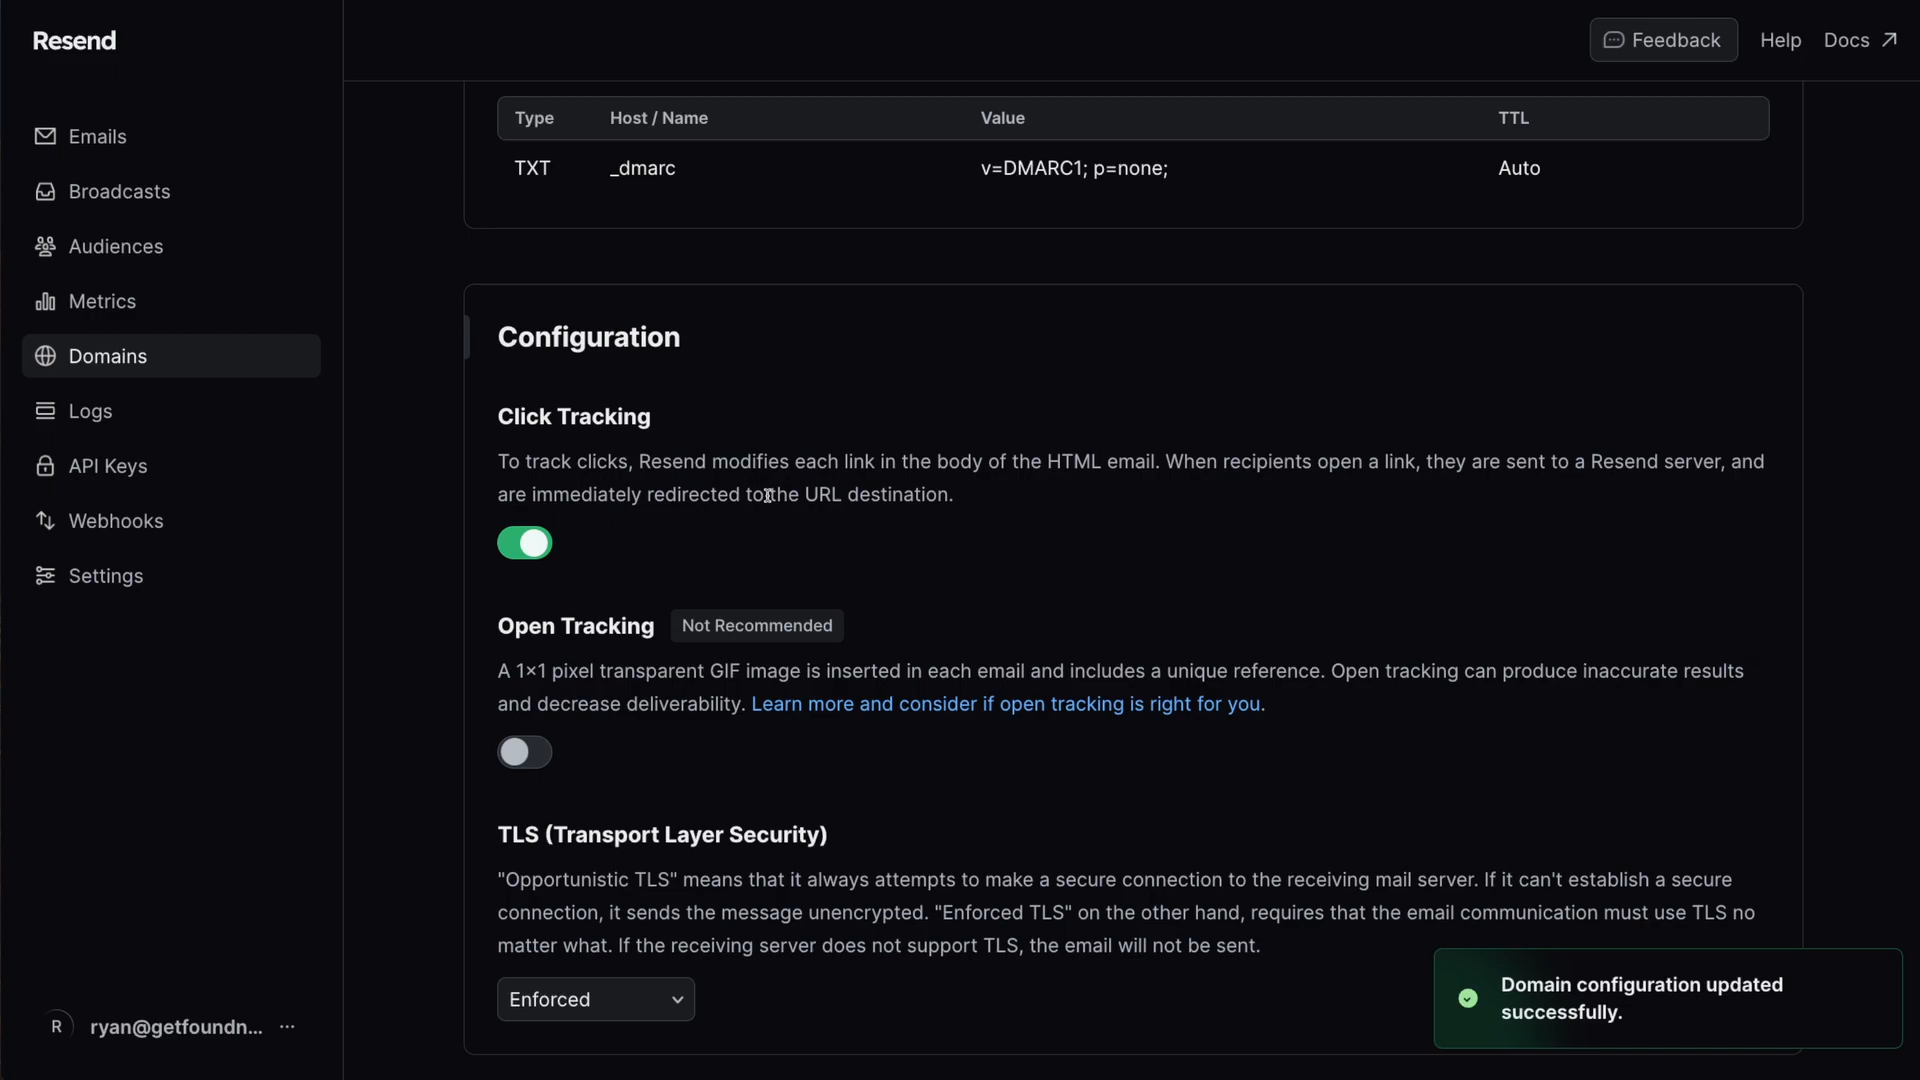 Resend
Feedback
Help
Docs
Emails
Broadcasts
Audiences
Metrics
Domains
Logs
API Keys
Webhooks
Settings
R
ryan@getfoundn...
Type Host / Name Value TTL
TXT _dmarc v=DMARC1; p=none; Auto
Configuration
Click Tracking
To track clicks, Resend modifies each link in the body of the HTML email. When recipients open a link, they are sent to a Resend server, and
are immediately redirected to the URL destination.
Open Tracking Not Recommended
A 1×1 pixel transparent GIF image is inserted in each email and includes a unique reference. Open tracking can produce inaccurate results
and decrease deliverability. Learn more and consider if open tracking is right for you.
TLS (Transport Layer Security)
"Opportunistic TLS" means that it always attempts to make a secure connection to the receiving mail server. If it can't establish a secure
connection, it sends the message unencrypted. "Enforced TLS" on the other hand, requires that the email communication must use TLS no
matter what. If the receiving server does not support TLS, the email will not be sent.
Enforced
Domain configuration updated
successfully.